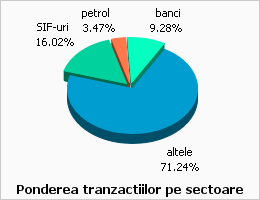 petrol
3.47%
banci
9.28%
SIF-uri
16.02%
altele
71.24%
Ponderea tranzactiilor pe sectoare